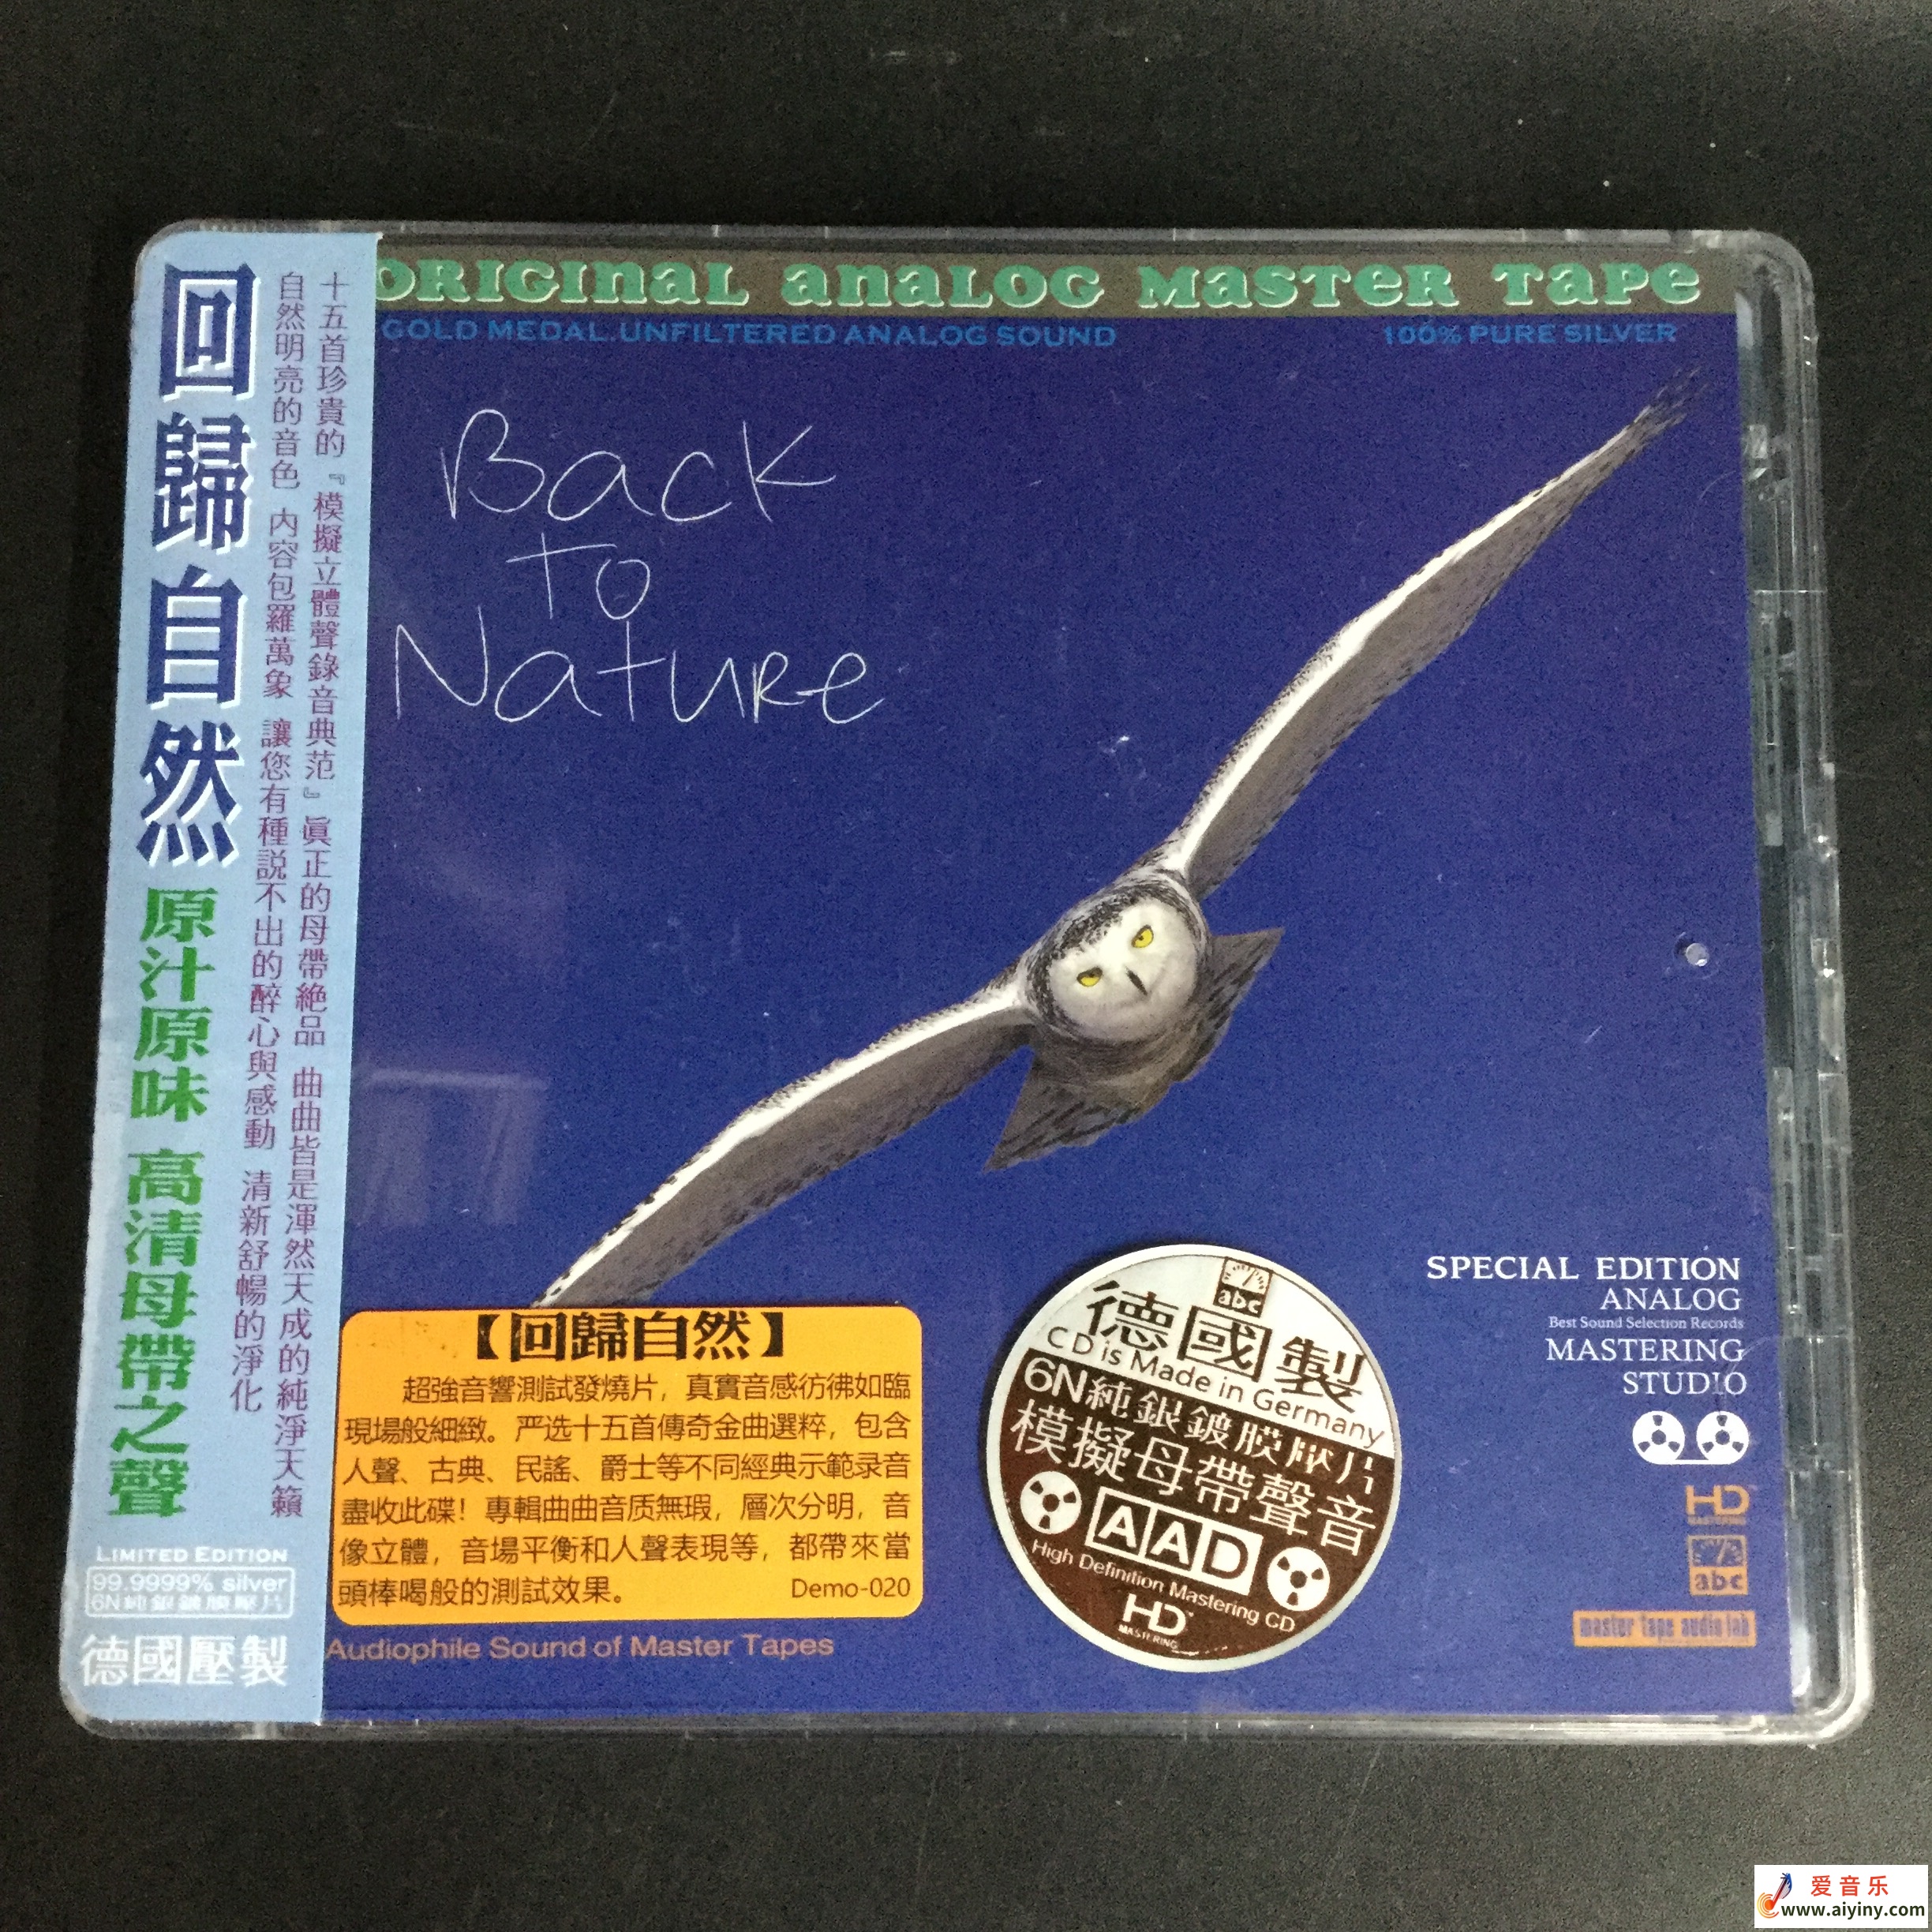 回歸自然
原汁原味 高清母帶之聲
十五首珍貴的『模擬立體聲錄音典范』眞正的母帶絶品 曲曲皆是渾然天成的純淨天籟
自然明亮的音色 内容包羅萬象 讓您有種説不出的醉心與感動 清新舒暢的淨化
LIMITED EDITION
99.9999% silver
6N純銀鍍膜壓片
德國壓製
ORIGINAL ANALOG MASTER TAPE
GOLD MEDAL.UNFILTERED ANALOG SOUND
100% PURE SILVER
Back
to
Nature
【回歸自然】
超強音響測試發燒片，真實音感彷彿如臨
現場般細緻。严选十五首傳奇金曲選粹，包含
人聲、古典、民謠、爵士等不同經典示範录音
盡收此碟！專輯曲曲音质無瑕，層次分明，音
像立體，音場平衡和人聲表現等，都帶來當
頭棒喝般的測試效果。
Demo-020
Audiophile Sound of Master Tapes
abc
德國製
CD is Made in Germany
6N純銀鍍膜壓片
模擬母帶聲音
AAD
High Definition Mastering CD
HD
MASTERING
SPECIAL EDITION
ANALOG
Best Sound Selection Records
MASTERING
STUDIO
HD
MASTERING
abc
master tape audio lab
爱音乐
www.aiyiny.com